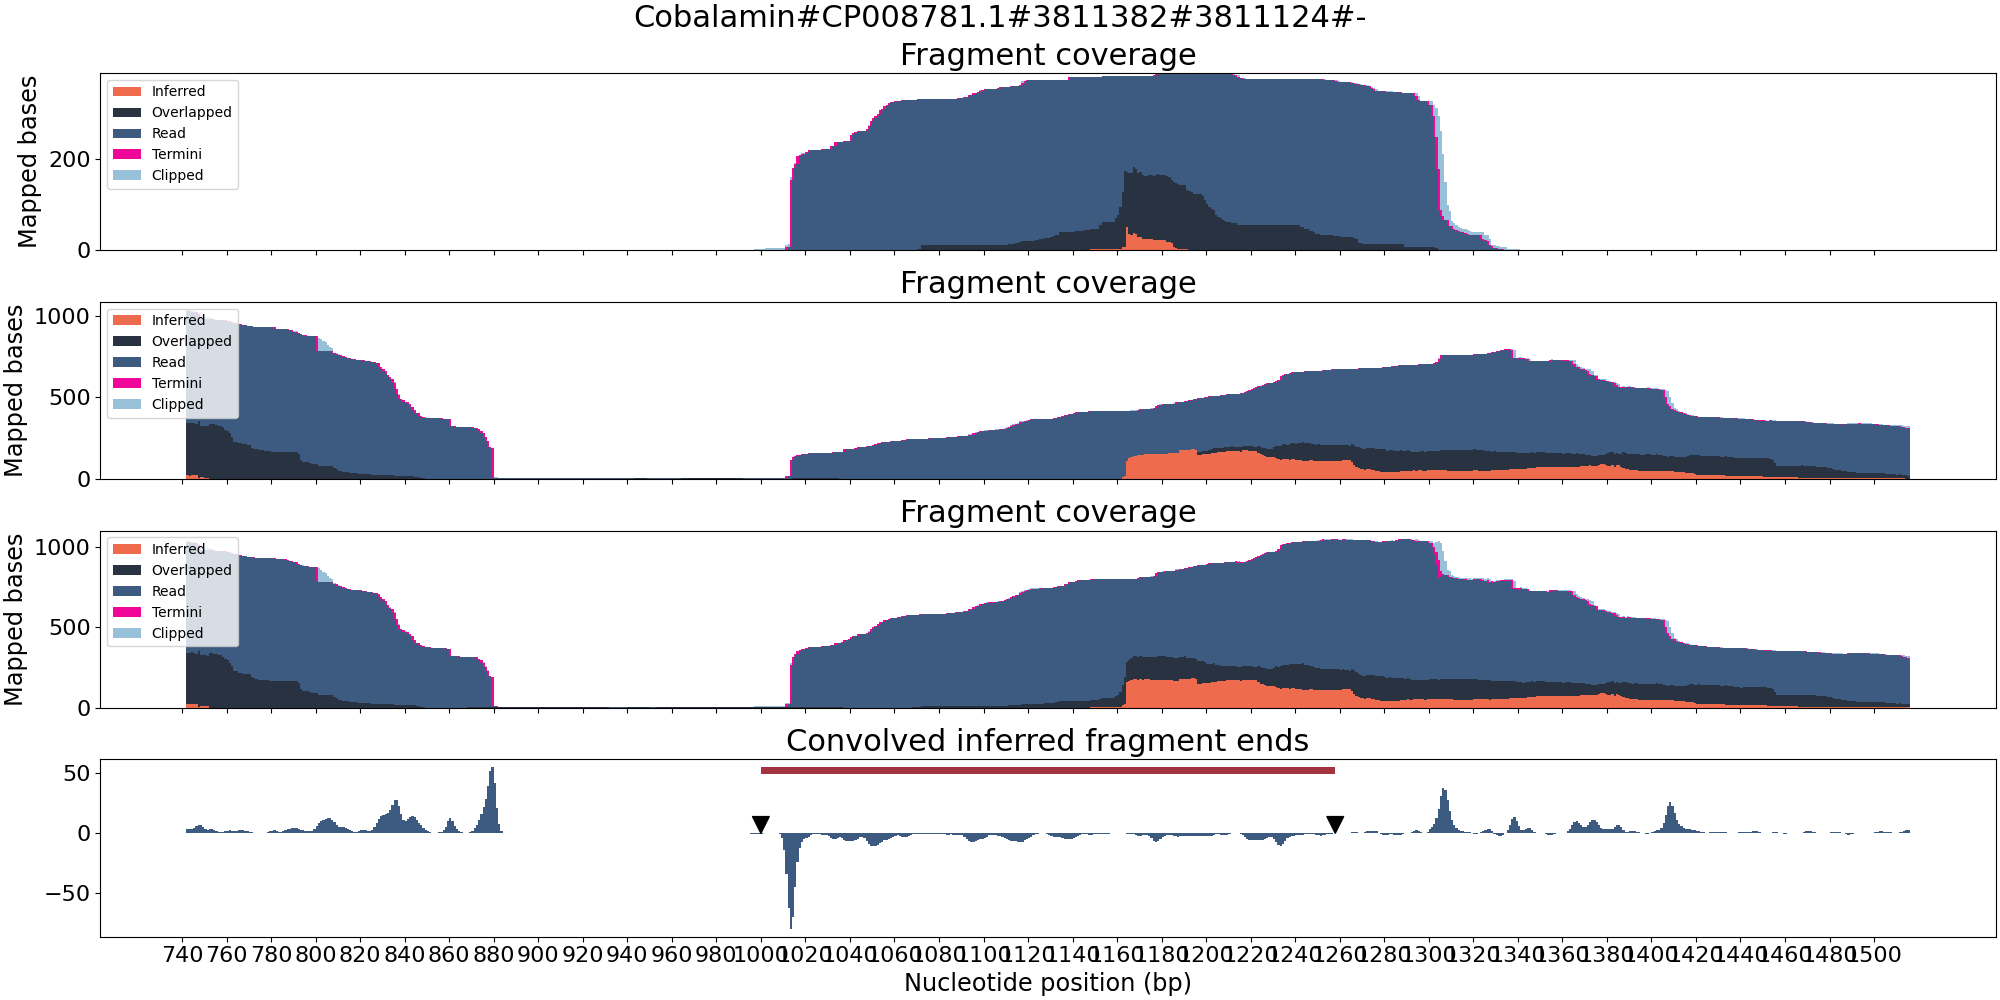 Cobalamin#CP008781.1#3811382#3811124#-
Fragment coverage
Mapped bases
200
0
Inferred
Overlapped
Read
Termini
Clipped
Fragment coverage
Mapped bases
1000
500
0
Inferred
Overlapped
Read
Termini
Clipped
Fragment coverage
Mapped bases
1000
500
0
Inferred
Overlapped
Read
Termini
Clipped
Convolved inferred fragment ends
50
0
−50
740 760 780 800 820 840 860 880 900 920 940 960 980 1000 1020 1040 1060 1080 1100 1120 1140 1160 1180 1200 1220 1240 1260 1280 1300 1320 1340 1360 1380 1400 1420 1440 1460 1480 1500
Nucleotide position (bp)